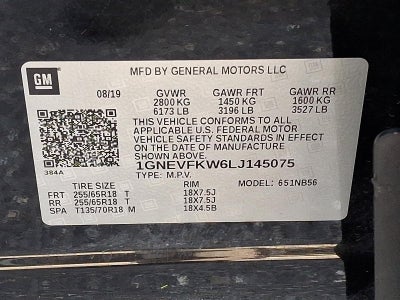 GM
MFD BY GENERAL MOTORS LLC
08/19 GVWR GAWR FRT GAWR RR
2800 KG 1450 KG 1600 KG
6173 LB 3196 LB 3527 LB
THIS VEHICLE CONFORMS TO ALL
APPLICABLE U.S. FEDERAL MOTOR
VEHICLE SAFETY STANDARDS IN EFFECT
ON THE DATE OF MANUFACTURE
SHOWN ABOVE.
1GNEVFKW6LJ145075
384A TYPE: M.P.V.
TIRE SIZE RIM MODEL: 651NB56
FRT 255/65R18 T 18X7.5J
RR 255/65R18 T 18X7.5J
SPA T135/70R18 M 18X4.5B